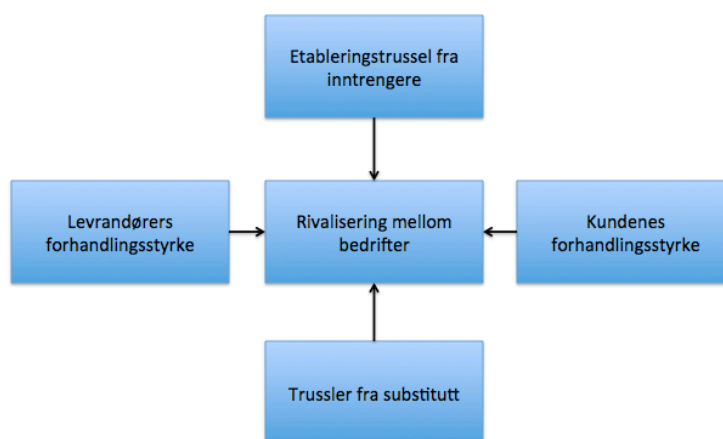 Etableringstrussel fra
inntrengere
Levrandørers
forhandlingsstyrke
Rivalisering mellom
bedrifter
Kundenes
forhandlingsstyrke
Trussler fra substitutt